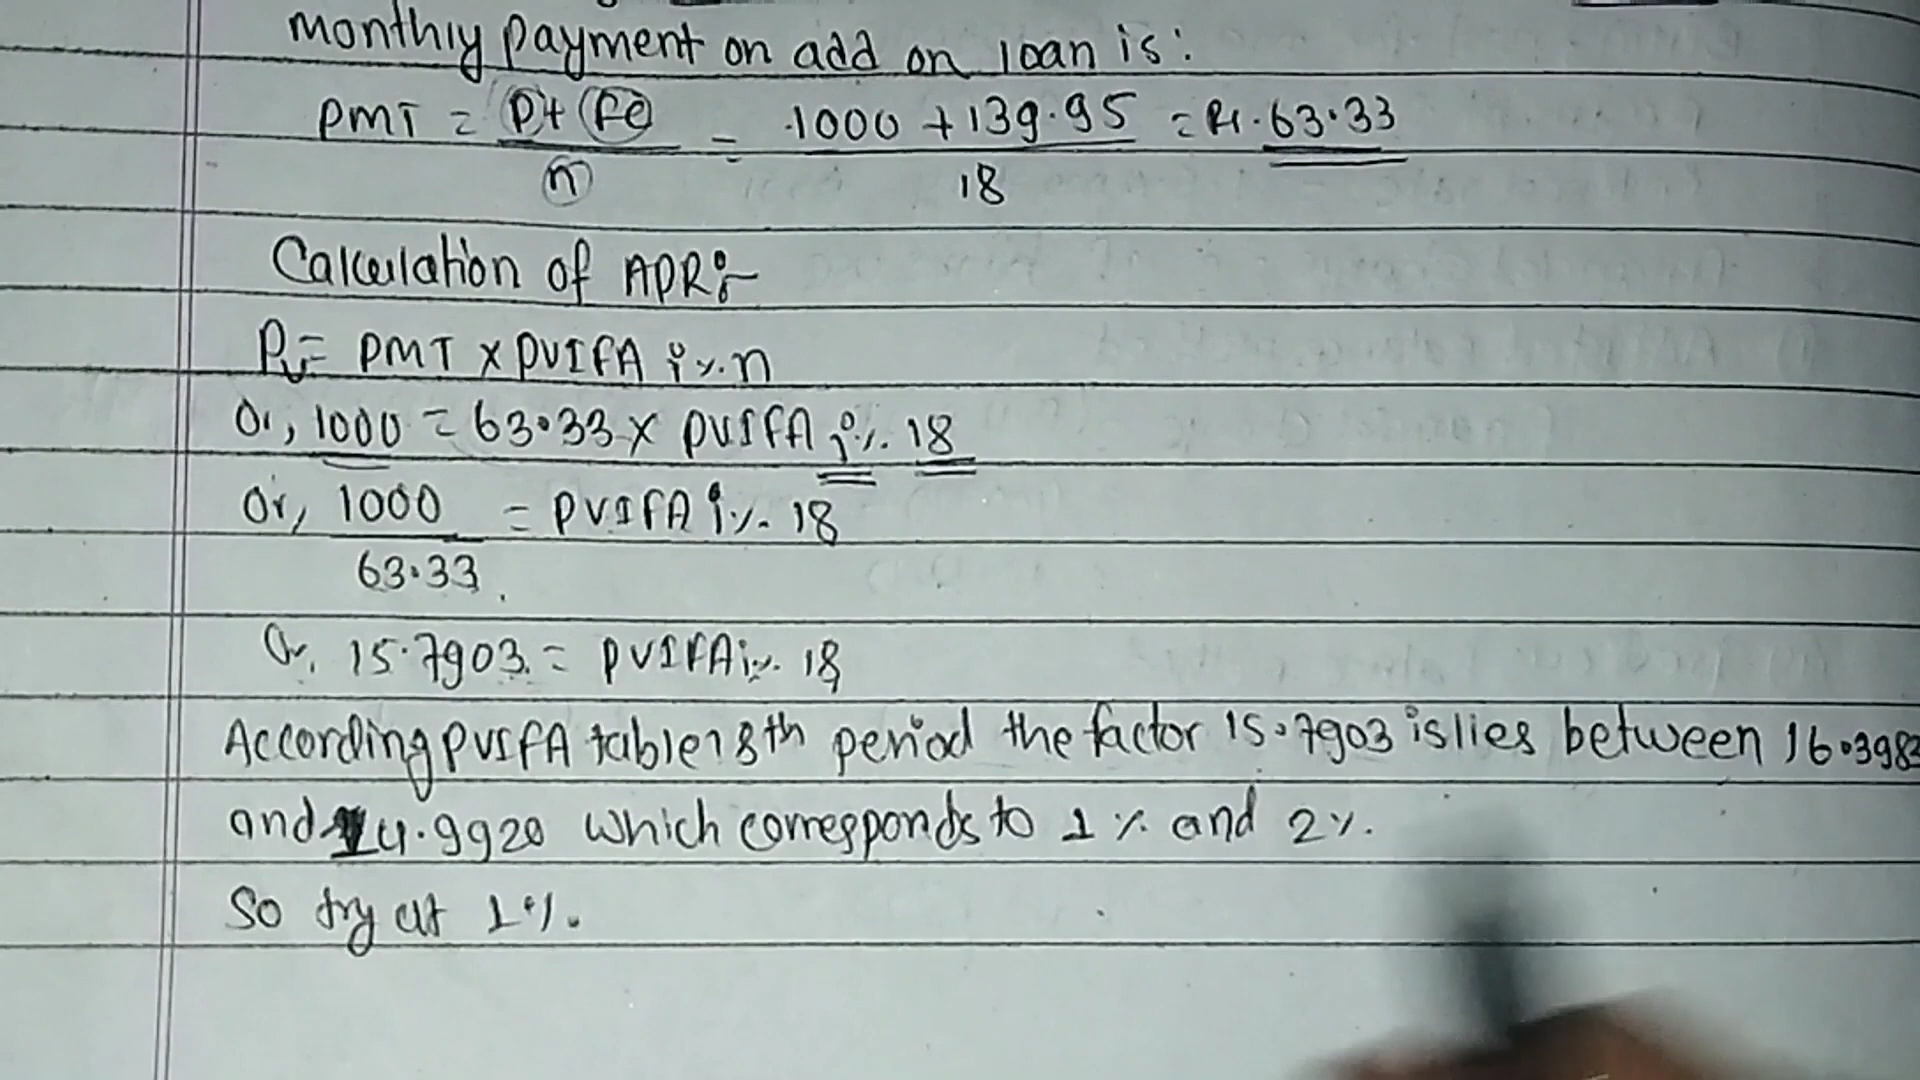 monthly payment on add on loan is:
PMT = P+ (Fe) / n = 1000 + 139.95 / 18 = Rs. 63.33
Calculation of APR:-
Pv = PMT X PVIFA i%. n
Or, 1000 = 63.33 X PVIFA i%. 18
Or, 1000 / 63.33 = PVIFA i%. 18
Or, 15.7903 = PVIFA i%. 18
According PVIFA table 18th period the factor 15.7903 is lies between 16.3983
and 14.9920 which corresponds to 1 % and 2%.
So try at 1%.